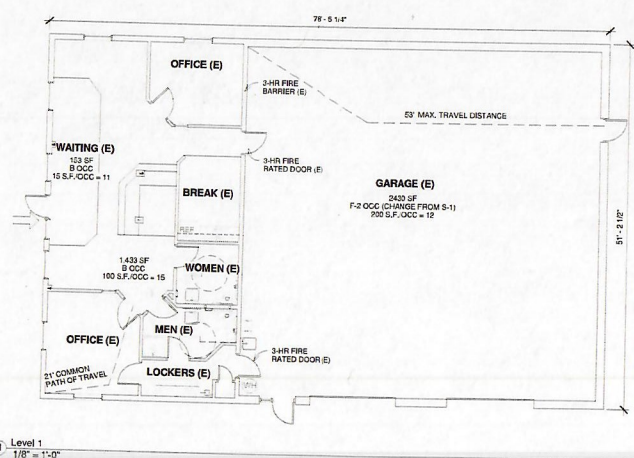 78' - 5 1/4"
OFFICE (E)
3-HR FIRE
BARRIER (E)
53' MAX. TRAVEL DISTANCE
WAITING (E)
153 SF
B OCC
15 S.F./OCC = 11
3-HR FIRE
RATED DOOR (E)
BREAK (E)
REF
GARAGE (E)
2430 SF
F-2 OCC (CHANGE FROM S-1)
200 S.F./OCC = 12
51' - 2 1/2"
1,433 SF
B OCC
100 S.F./OCC = 15
WOMEN (E)
OFFICE (E)
MEN (E)
3-HR FIRE
RATED DOOR (E)
LOCKERS (E)
21' COMMON
PATH OF TRAVEL
Level 1
1/8" = 1'-0"